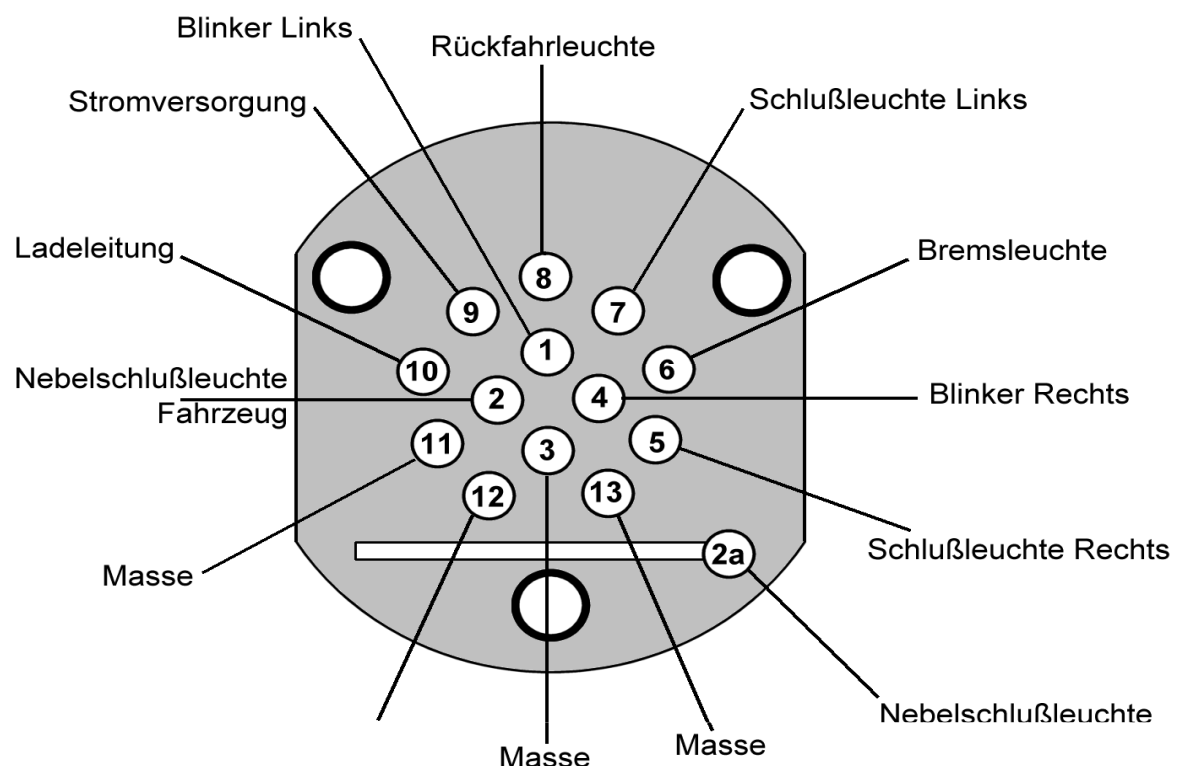 Blinker Links
Rückfahrleuchte
Stromversorgung
Schlußleuchte Links
Ladeleitung
Bremsleuchte
8
9
7
1
10
6
Nebelschlußleuchte
Fahrzeug
2
4
Blinker Rechts
11
3
5
12
13
Schlußleuchte Rechts
2a
Masse
Nebelschlußleuchte
Masse
Masse